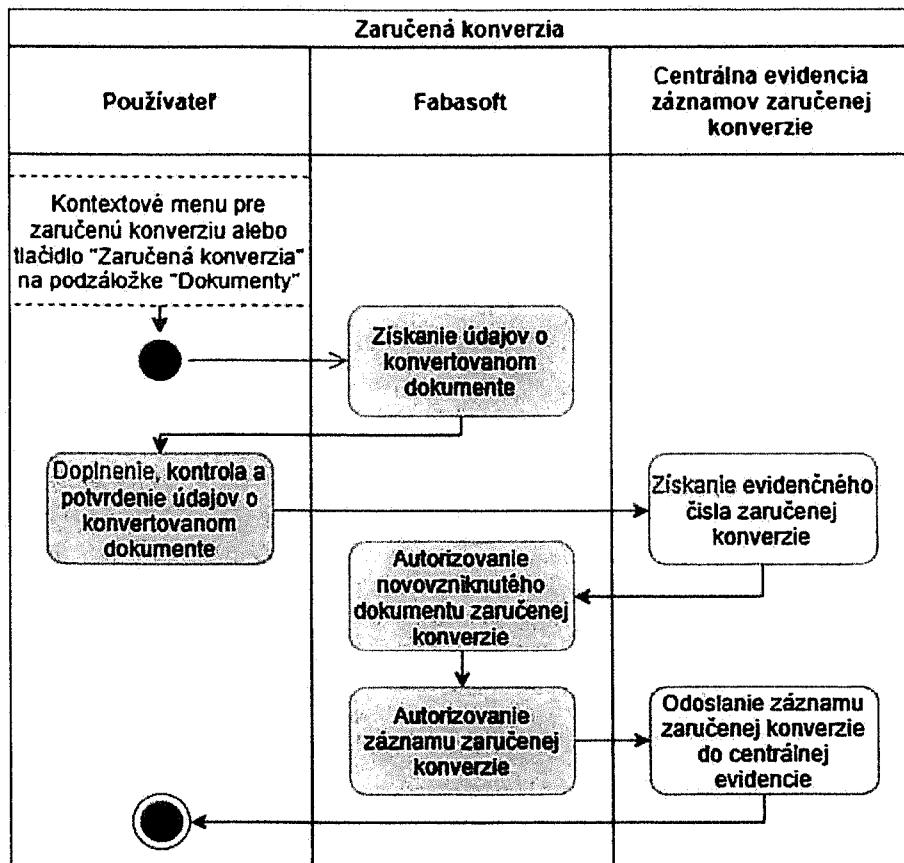 Zaručená konverzia
Používateľ
Fabasoft
Centrálna evidencia
záznamov zaručenej
konverzie
Kontextové menu pre
zaručenú konverziu alebo
tlačidlo "Zaručená konverzia"
na podzáložke "Dokumenty"
Získanie údajov o
konvertovanom
dokumente
Doplnenie, kontrola a
potvrdenie údajov o
konvertovanom
dokumente
Získanie evidenčného
čísla zaručenej
konverzie
Autorizovanie
novovzniknutého
dokumentu zaručenej
konverzie
Autorizovanie
záznamu zaručenej
konverzie
Odoslanie záznamu
zaručenej konverzie
do centrálnej
evidencie